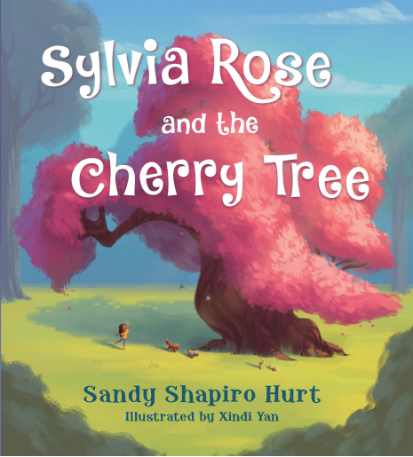 Sylvia Rose
and the
Cherry Tree
Sandy Shapiro Hurt
Illustrated by Xindi Yan